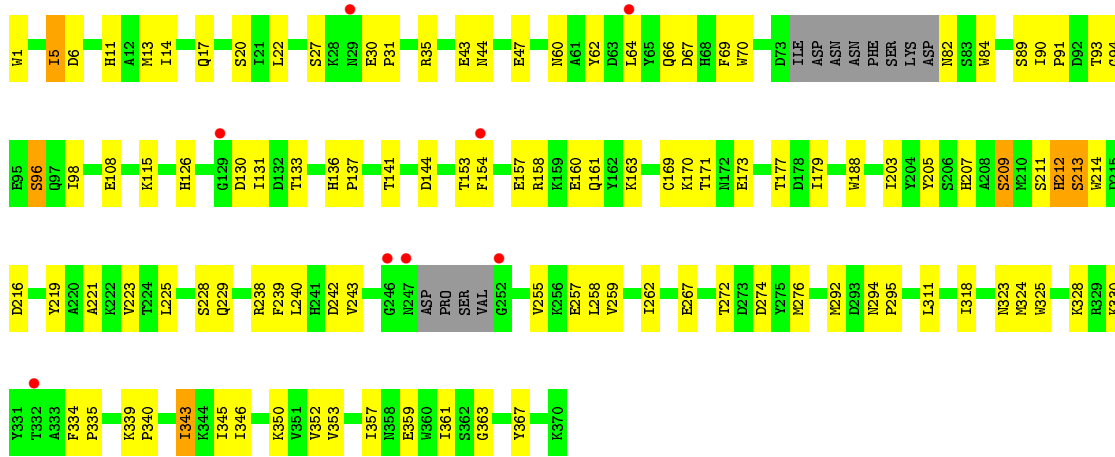 W1 I5 D6 H11 A12 M13 I14 Q17 S20 I21 L22 S27 K28 N29 E30 P31 R35 E43 N44 E47 N60 A61 Y62 D63 L64 Y65 Q66 D67 H68 F69 W70 D73 ILE ASP ASN ASN PHE SER LYS ASP N82 S83 W84 S89 I90 P91 D92 T93
E95 S96 Q97 I98 E108 K115 H126 G129 D130 I131 D132 T133 H136 P137 T141 D144 T153 F154 E157 R158 K159 E160 Q161 Y162 K163 C169 K170 T171 N172 E173 T177 D178 I179 W188 I203 Y204 Y205 S206 H207 A208 S209 M210 S211 H212 S213 W214
D216 Y219 A220 A221 K222 V223 T224 L225 S228 Q229 R238 F239 L240 H241 D242 V243 G246 N247 ASP PRO SER VAL G252 V255 K256 E257 L258 V259 I262 E267 T272 D273 D274 Y275 M276 M292 D293 N294 P295 L311 I318 N323 M324 W325 K328 R329
Y331 T332 A333 F334 P335 K339 P340 I343 K344 I345 I346 K350 V351 V352 V353 I357 N358 E359 W360 I361 S362 G363 Y367 K370